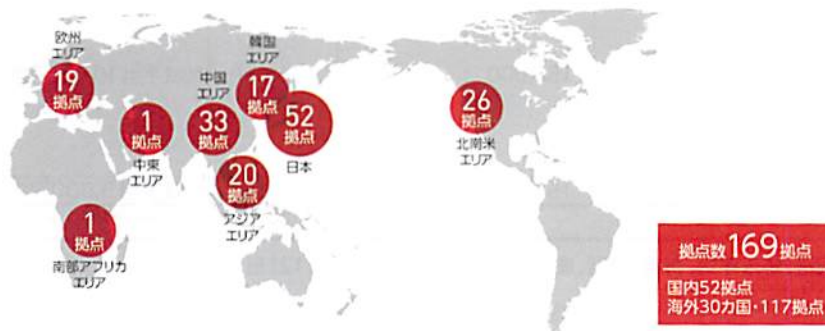 欧州
エリア
19
拠点
韓国
エリア
17
拠点
中国
エリア
33
拠点
1
拠点
中東
エリア
52
拠点
日本
20
拠点
アジア
エリア
1
拠点
南部アフリカ
エリア
26
拠点
北南米
エリア
拠点数169拠点
国内52拠点
海外30カ国・117拠点